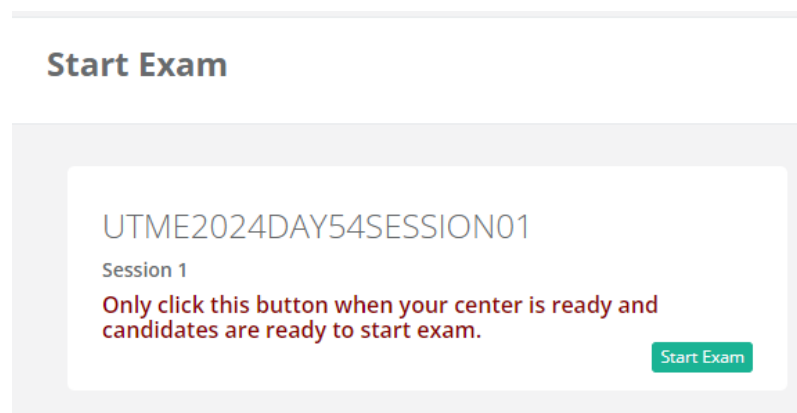 Start Exam
UTME2024DAY54SESSION01
Session 1
Only click this button when your center is ready and
candidates are ready to start exam.
Start Exam